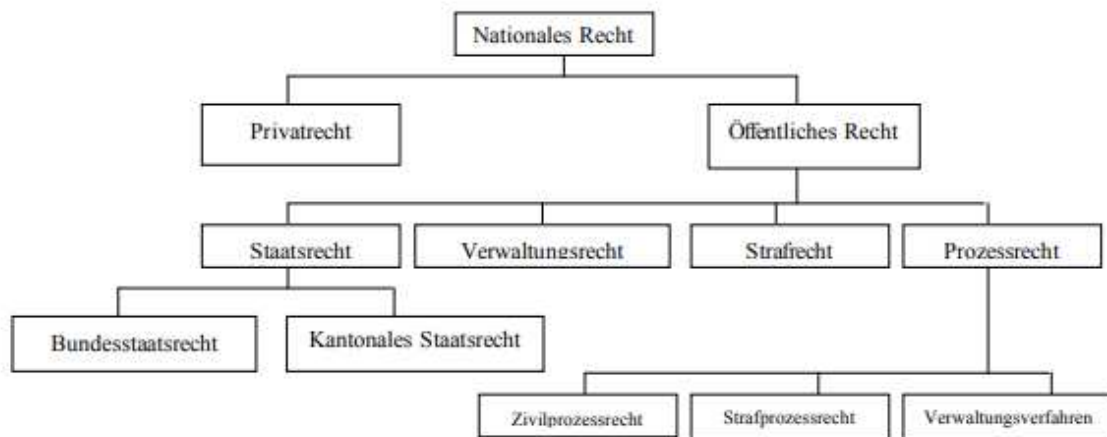 Nationales Recht
Privatrecht
Öffentliches Recht
Staatsrecht
Verwaltungsrecht
Strafrecht
Prozessrecht
Bundesstaatsrecht
Kantonales Staatsrecht
Zivilprozessrecht
Strafprozessrecht
Verwaltungsverfahren